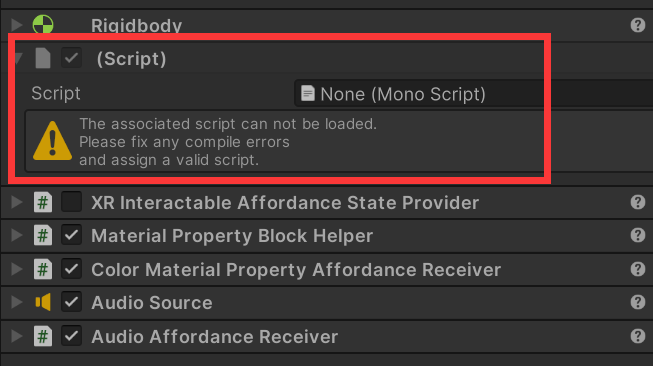 Rigidbody
(Script)
Script None (Mono Script)
The associated script can not be loaded.
Please fix any compile errors
and assign a valid script.
# XR Interactable Affordance State Provider
# Material Property Block Helper
# Color Material Property Affordance Receiver
Audio Source
# Audio Affordance Receiver